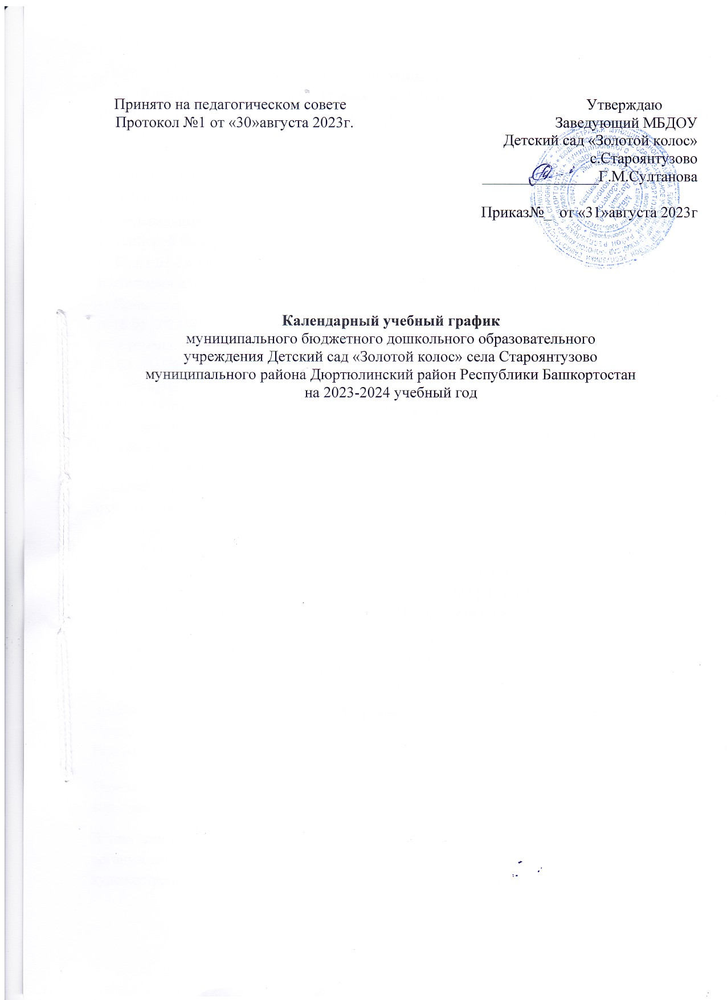 Принято на педагогическом совете
Протокол №1 от «30»августа 2023г.
Утверждаю
Заведующий МБДОУ
Детский сад «Золотой колос»
с.Староянтузово
_______________Г.М.Султанова
Приказ№_ от «31»августа 2023г
Календарный учебный график
муниципального бюджетного дошкольного образовательного
учреждения Детский сад «Золотой колос» села Староянтузово
муниципального района Дюртюлинский район Республики Башкортостан
на 2023-2024 учебный год